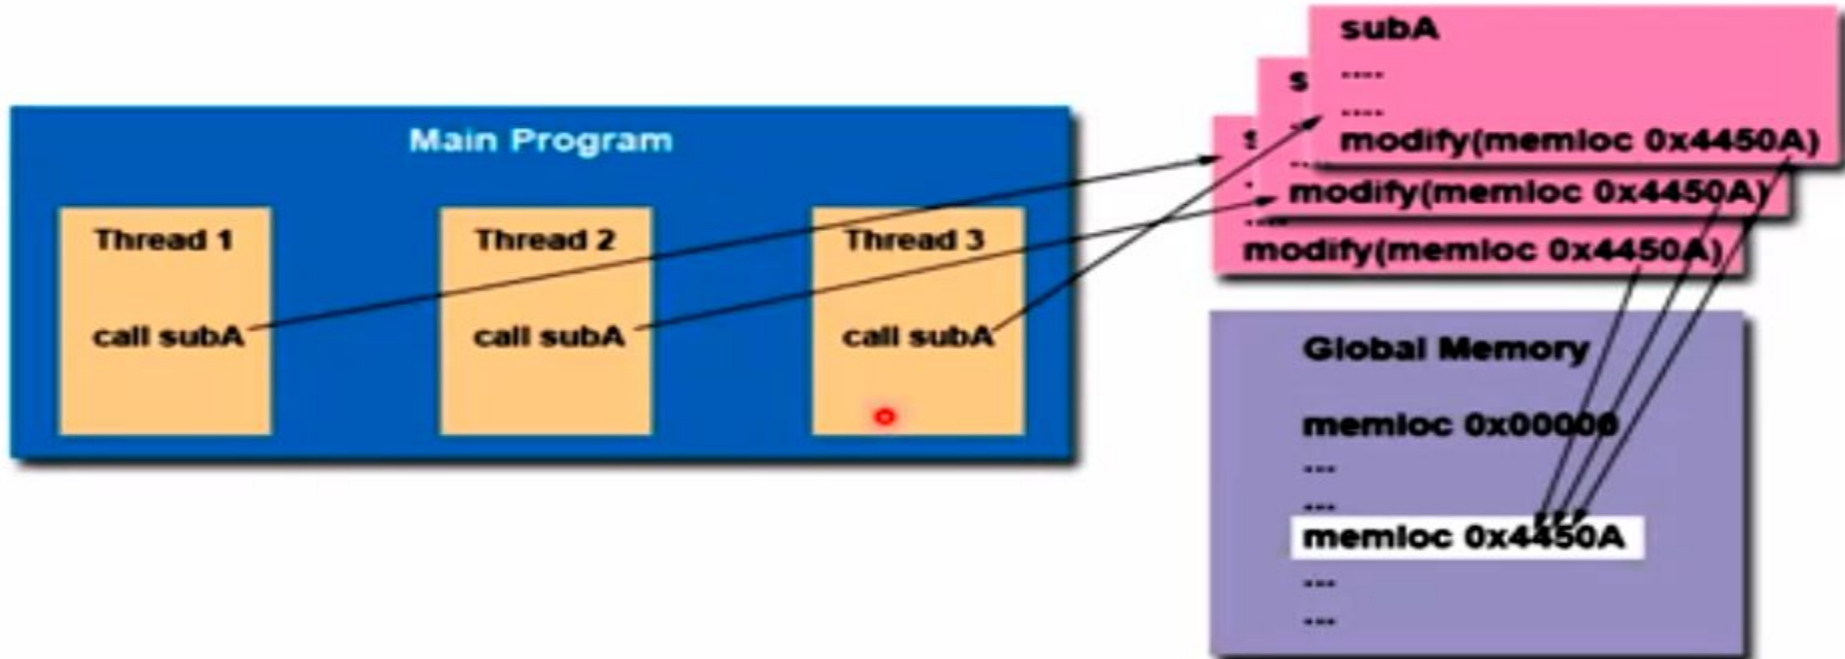 Main Program
Thread 1
call subA
Thread 2
call subA
Thread 3
call subA
subA
....
....
modify(memloc 0x4450A)
s
modify(memloc 0x4450A)
s
....
modify(memloc 0x4450A)
Global Memory
memloc 0x00000
...
...
memloc 0x4450A
...
...